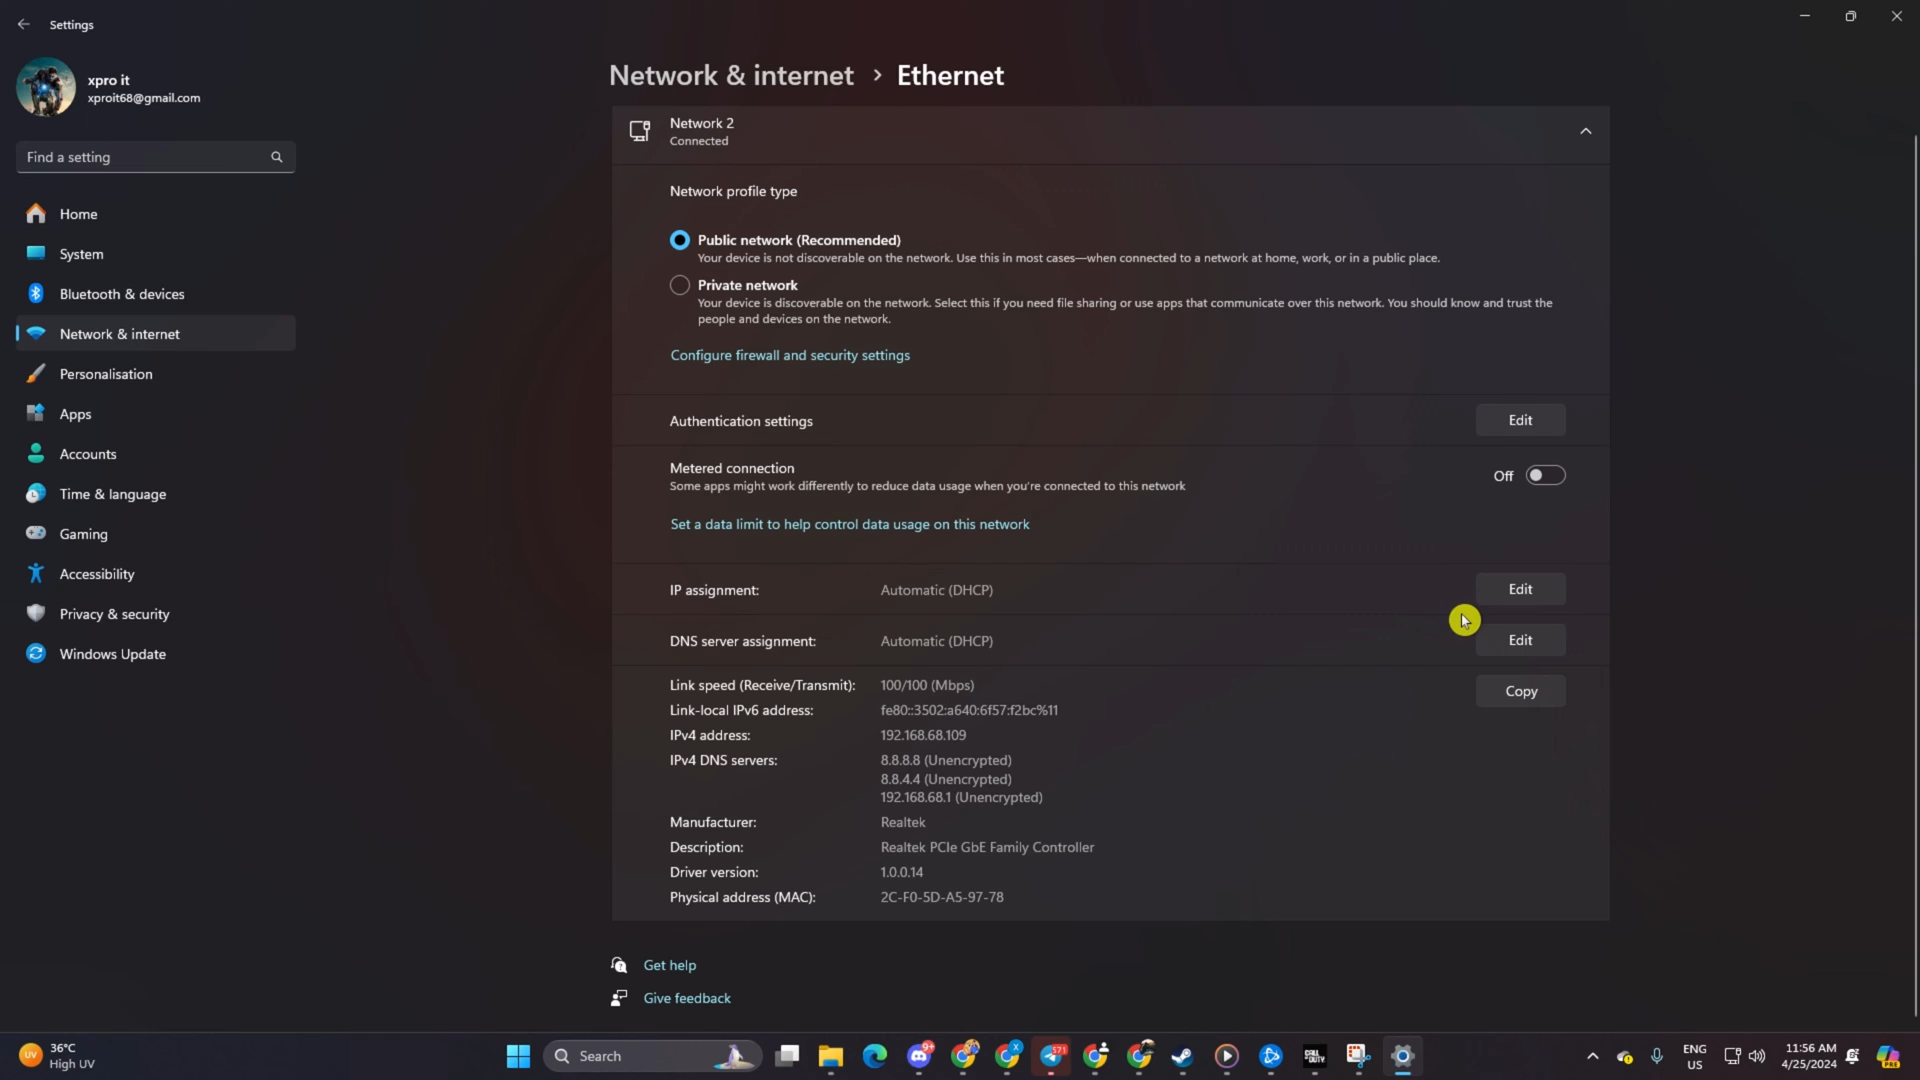 Settings
xpro it
xproit68@gmail.com
Find a setting
Home
System
Bluetooth & devices
Network & internet
Personalisation
Apps
Accounts
Time & language
Gaming
Accessibility
Privacy & security
Windows Update
Network & internet › Ethernet
Network 2
Connected
Network profile type
Public network (Recommended)
Your device is not discoverable on the network. Use this in most cases—when connected to a network at home, work, or in a public place.
Private network
Your device is discoverable on the network. Select this if you need file sharing or use apps that communicate over this network. You should know and trust the
people and devices on the network.
Configure firewall and security settings
Authentication settings Edit
Metered connection
Some apps might work differently to reduce data usage when you're connected to this network
Off
Set a data limit to help control data usage on this network
IP assignment: Automatic (DHCP) Edit
DNS server assignment: Automatic (DHCP) Edit
Link speed (Receive/Transmit): 100/100 (Mbps) Copy
Link-local IPv6 address: fe80::3502:a640:6f57:f2bc%11
IPv4 address: 192.168.68.109
IPv4 DNS servers: 8.8.8.8 (Unencrypted)
8.8.4.4 (Unencrypted)
192.168.68.1 (Unencrypted)
Manufacturer: Realtek
Description: Realtek PCIe GbE Family Controller
Driver version: 1.0.0.14
Physical address (MAC): 2C-F0-5D-A5-97-78
Get help
Give feedback
UV
36°C
High UV
Search
9+
X
571
CALL DUTY
ENG
US
11:56 AM
4/25/2024
PRE